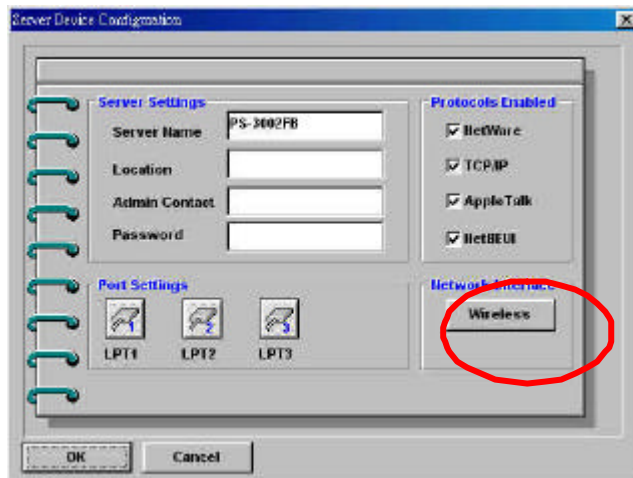 Server Device Configration
Server Settings
Server Name PS-3002FB
Location
Admin Contact
Password
Protocols Enabled
NetWare
TCP/IP
AppleTalk
NetBEUI
Port Settings
1 2 3
LPT1 LPT2 LPT3
Network Interface
Wireless
OK Cancel